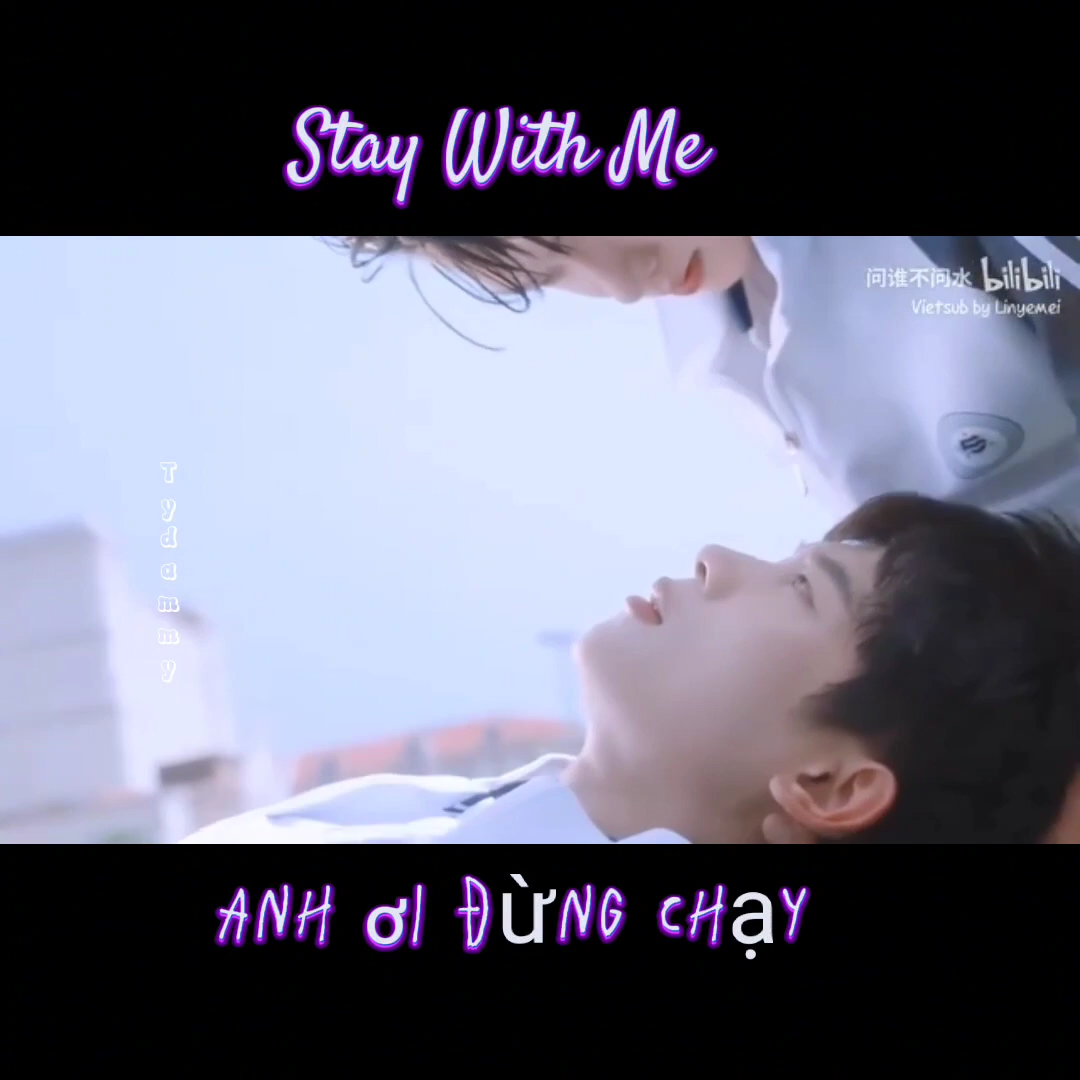 Stay With Me
问谁不问水 bilibili
Vietsub by Linyemei
Tydammy
ANH ơI ĐỪNG CHạY